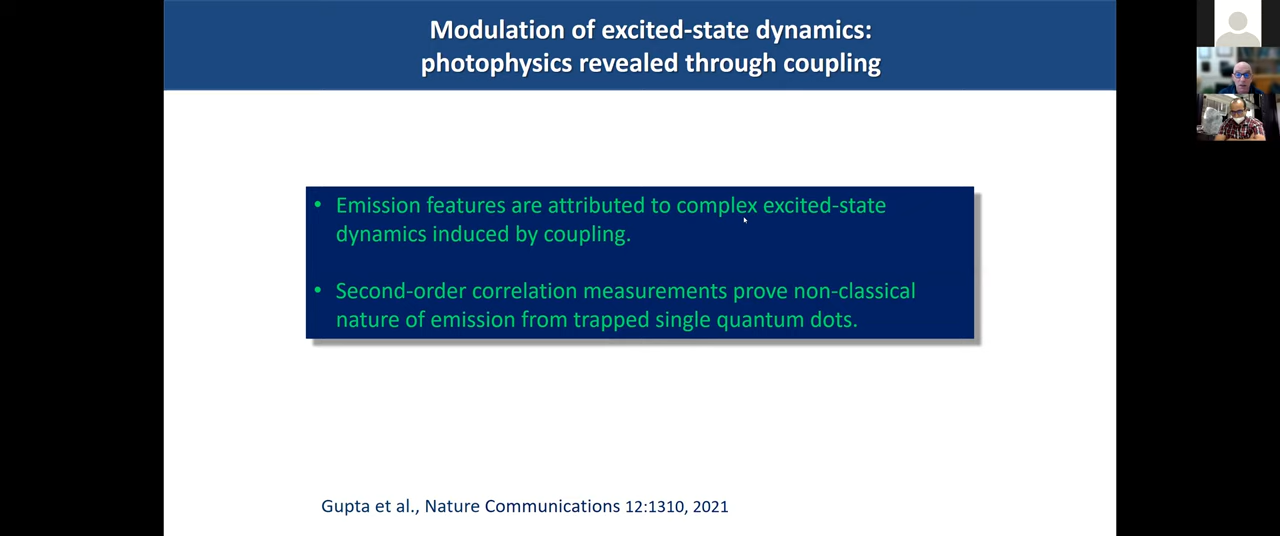 Modulation of excited-state dynamics:
photophysics revealed through coupling
• Emission features are attributed to complex excited-state
dynamics induced by coupling.
• Second-order correlation measurements prove non-classical
nature of emission from trapped single quantum dots.
Gupta et al., Nature Communications 12:1310, 2021